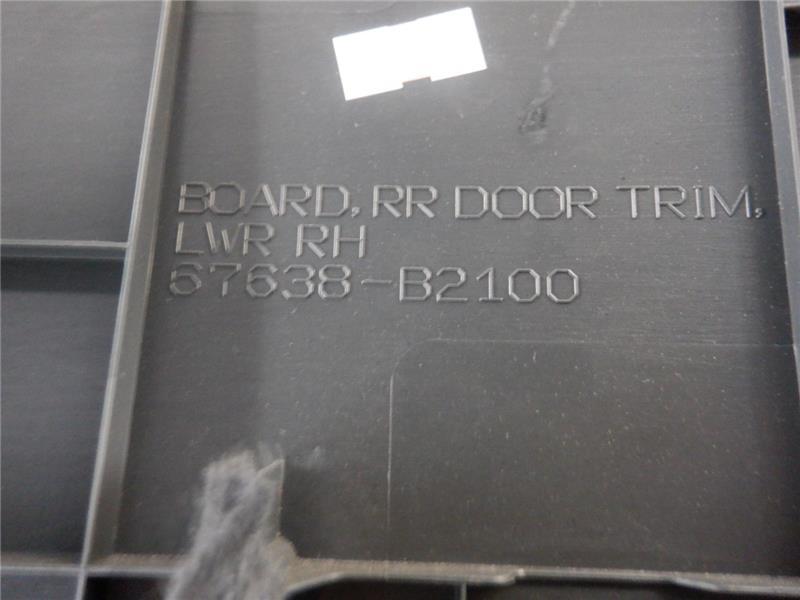 BOARD, RR DOOR TRIM,
LWR RH
67638-B2100